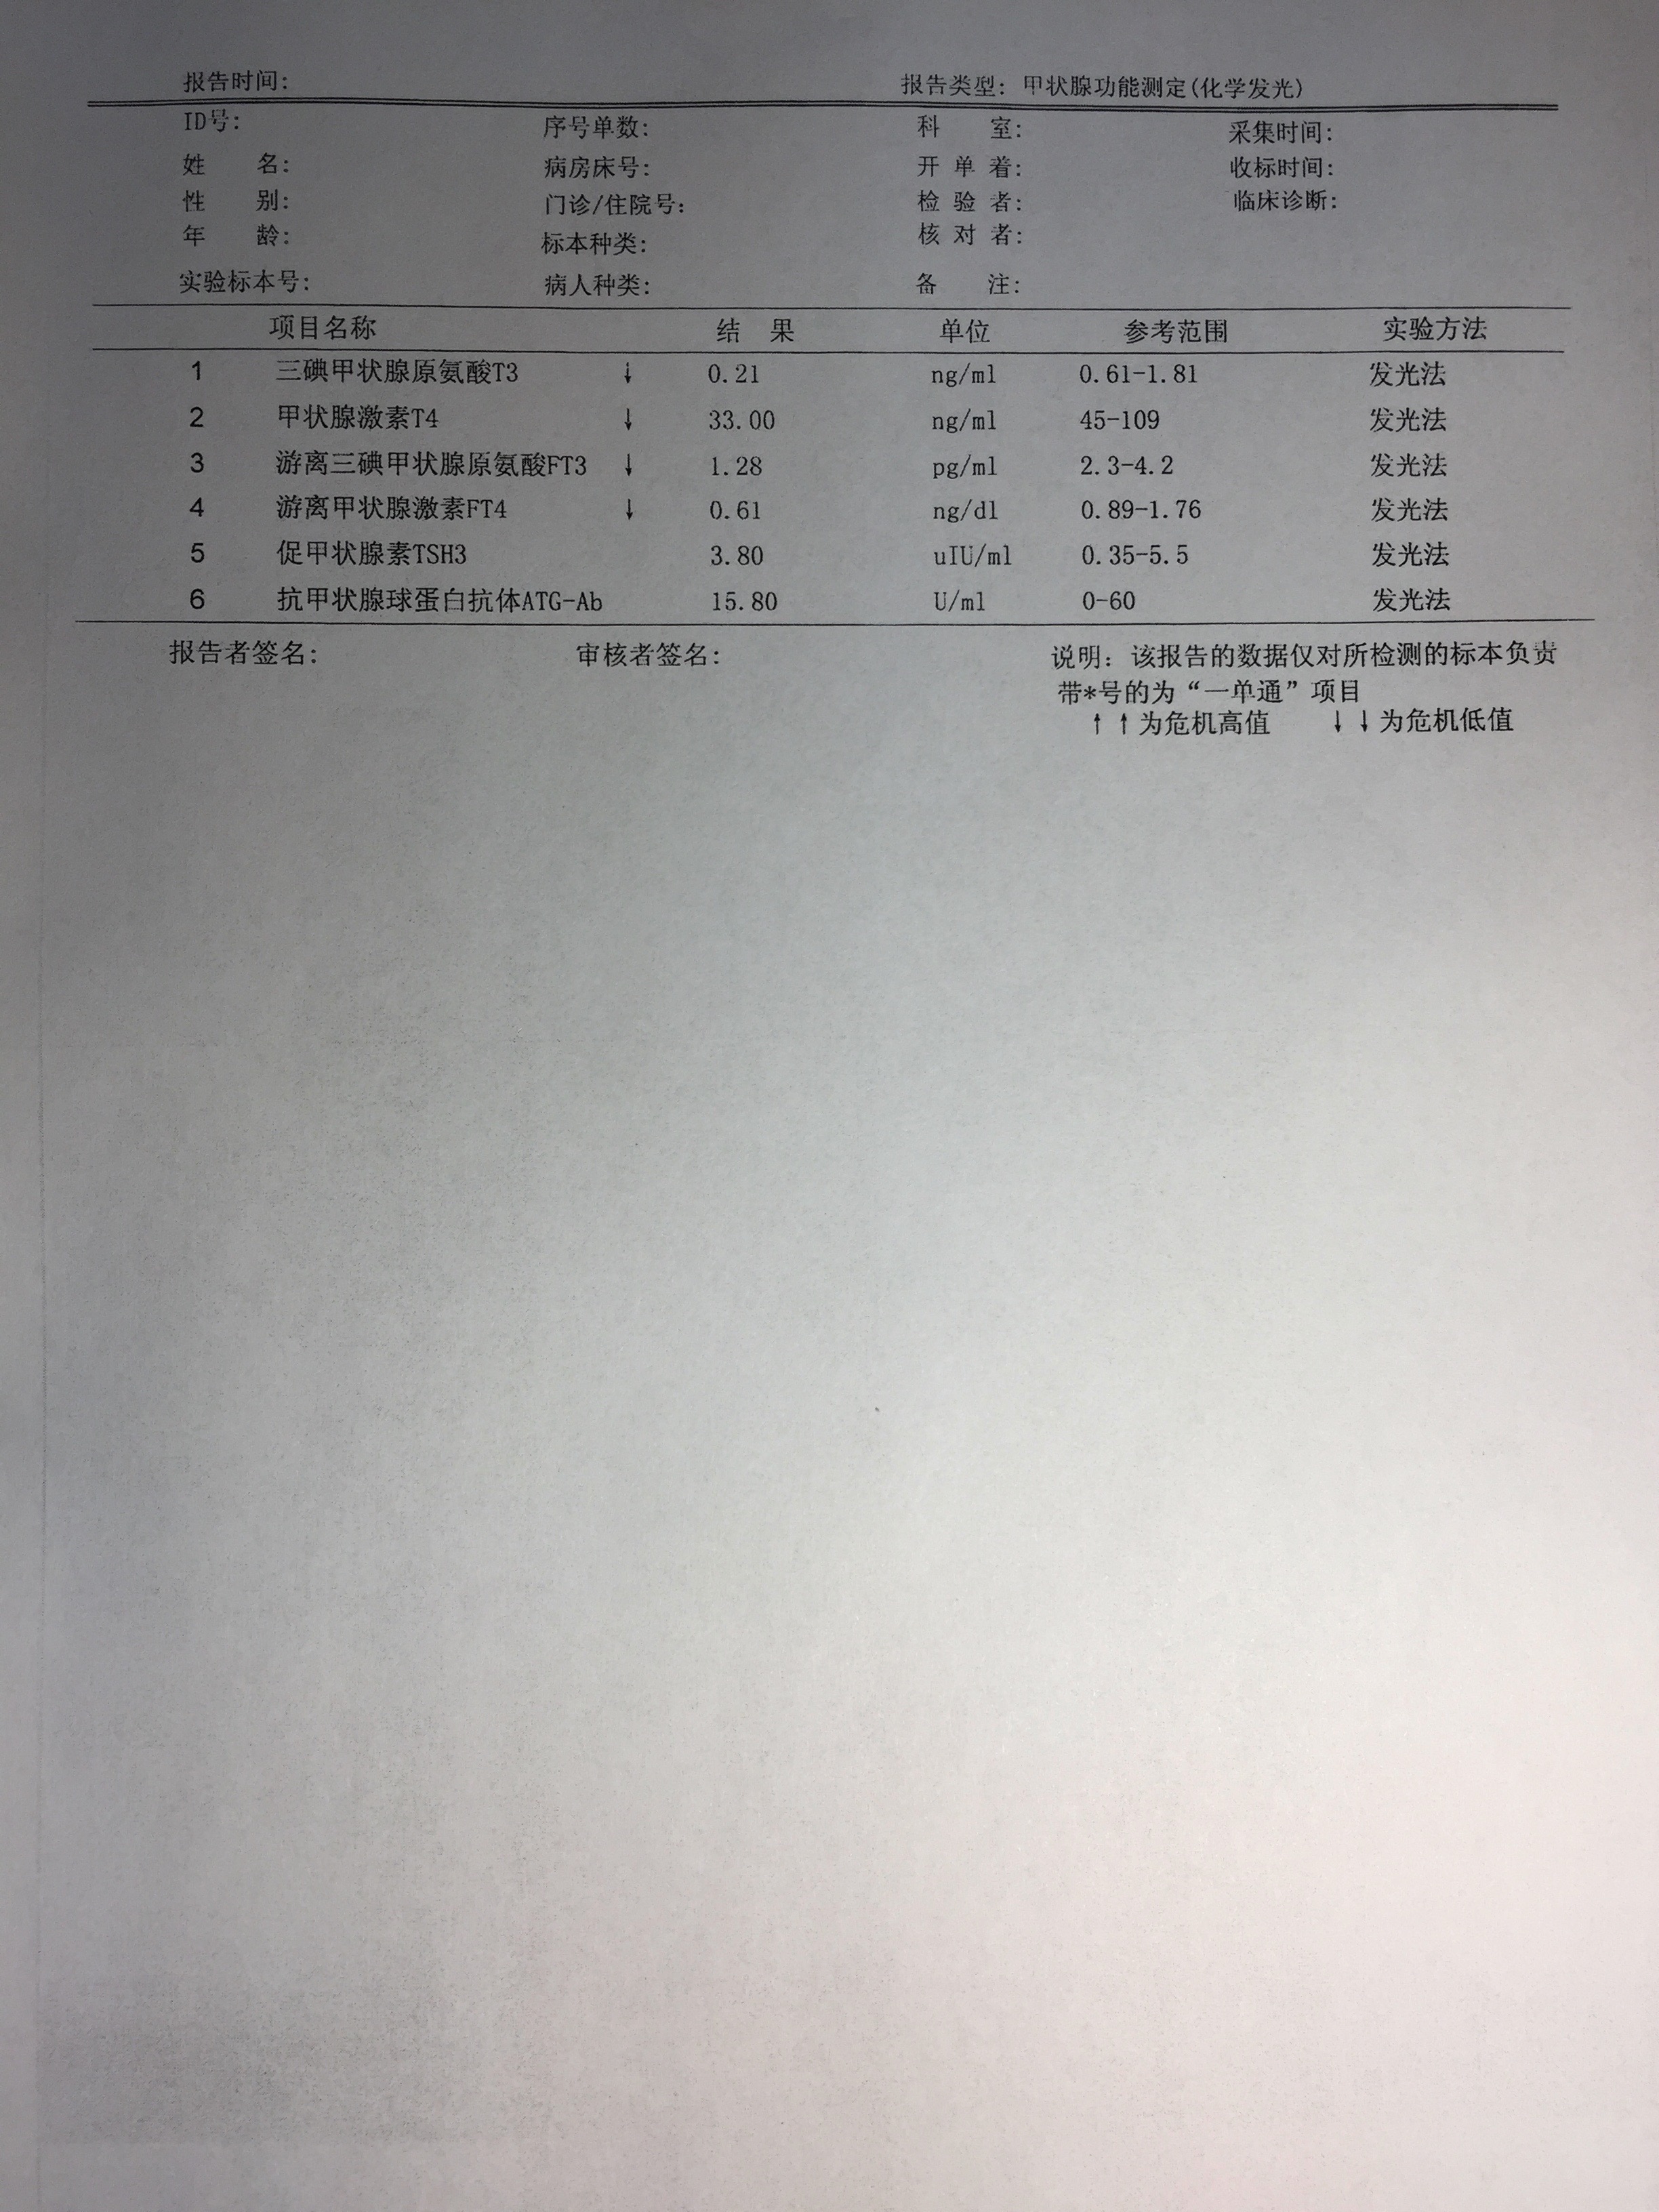 报告时间: 报告类型: 甲状腺功能测定(化学发光)
ID号: 序号单数: 科 室: 采集时间:
姓 名: 病房床号: 开 单 着: 收标时间:
性 别: 门诊/住院号: 检 验 者: 临床诊断:
年 龄: 标本种类: 核 对 者:
实验标本号: 病人种类: 备 注:
项目名称 结 果 单位 参考范围 实验方法
1 三碘甲状腺原氨酸T3 ↓ 0.21 ng/ml 0.61-1.81 发光法
2 甲状腺激素T4 ↓ 33.00 ng/ml 45-109 发光法
3 游离三碘甲状腺原氨酸FT3 ↓ 1.28 pg/ml 2.3-4.2 发光法
4 游离甲状腺激素FT4 ↓ 0.61 ng/dl 0.89-1.76 发光法
5 促甲状腺素TSH3 3.80 uIU/ml 0.35-5.5 发光法
6 抗甲状腺球蛋白抗体ATG-Ab 15.80 U/ml 0-60 发光法
报告者签名: 审核者签名: 说明: 该报告的数据仅对所检测的标本负责
带*号的为“一单通”项目
↑↑为危机高值 ↓↓为危机低值